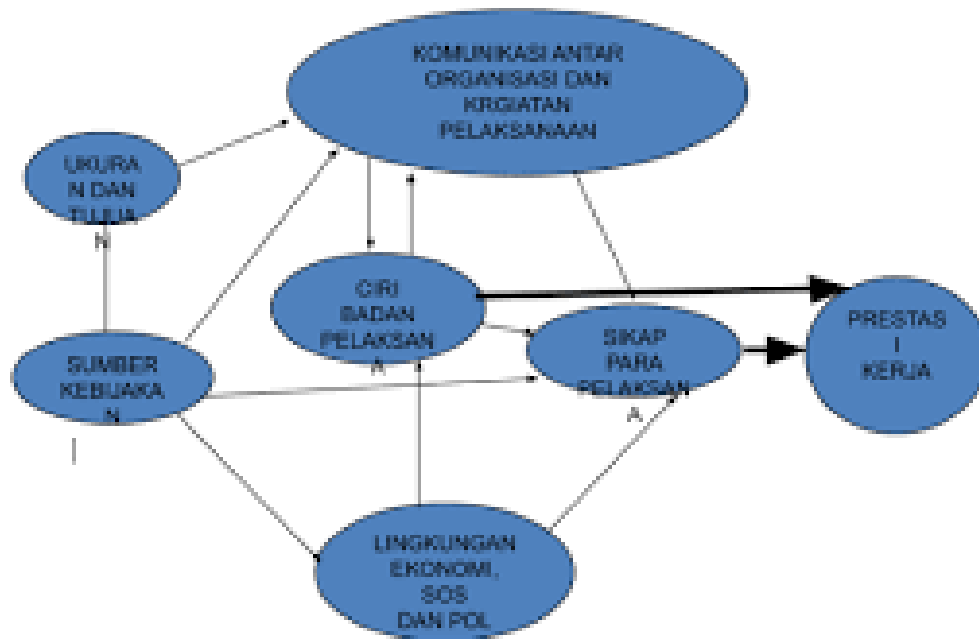 KOMUNIKASI ANTAR
ORGANISASI DAN
KRGIATAN
PELAKSANAAN
UKURA
N DAN
TUJUA
N
CIRI
BADAN
PELAKSAN
A
SIKAP
PARA
PELAKSAN
A
PRESTAS
I
KERJA
SUMBER
KEBIJAKA
N
LINGKUNGAN
EKONOMI,
SOS
DAN POL